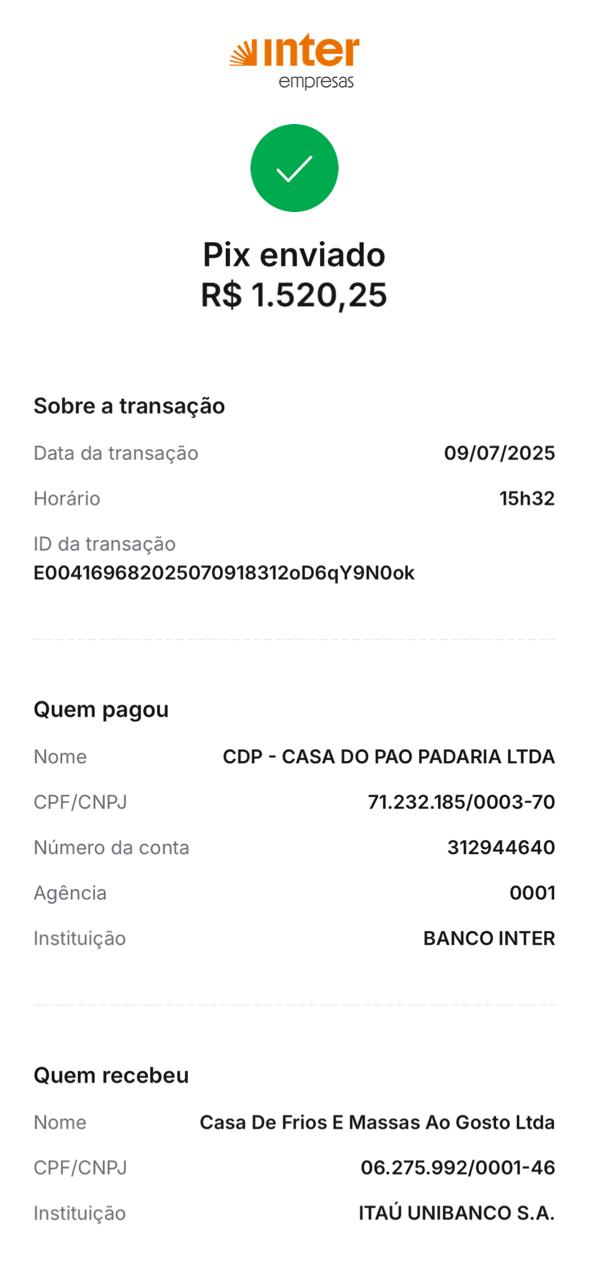 inter
empresas
Pix enviado
R$ 1.520,25
Sobre a transação
Data da transação 09/07/2025
Horário 15h32
ID da transação
E00416968202507091831​2oD6qY9N0ok
Quem pagou
Nome CDP - CASA DO PAO PADARIA LTDA
CPF/CNPJ 71.232.185/0003-70
Número da conta 312944640
Agência 0001
Instituição BANCO INTER
Quem recebeu
Nome Casa De Frios E Massas Ao Gosto Ltda
CPF/CNPJ 06.275.992/0001-46
Instituição ITAÚ UNIBANCO S.A.